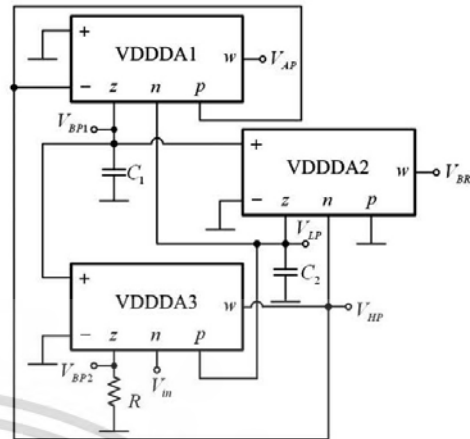 +
VDDDA1
w
V_AP
−
z
n
p
V_BP1
C_1
+
VDDDA2
w
V_BR
−
z
n
p
V_LP
+
C_2
VDDDA3
w
V_HP
−
z
n
p
V_BP2
V_in
R